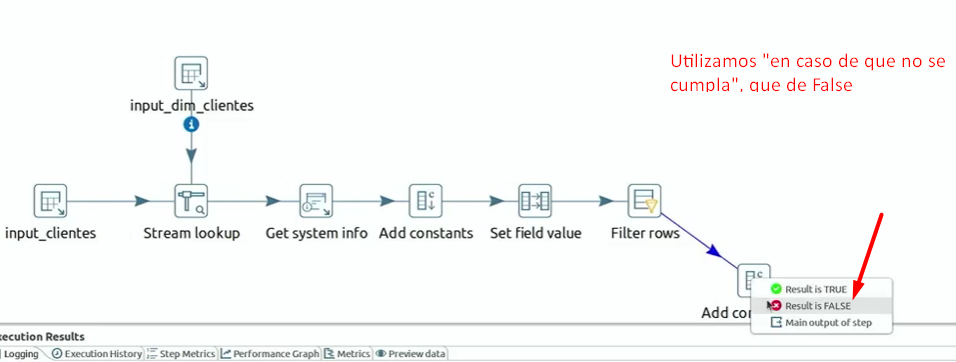 Utilizamos "en caso de que no se
cumpla", que de False
input_dim_clientes
input_clientes
Stream lookup
Get system info
Add constants
Set field value
Filter rows
Result is TRUE
Result is FALSE
Main output of step
Add co
Results
Logging
Execution History
Step Metrics
Performance Graph
Metrics
Preview data